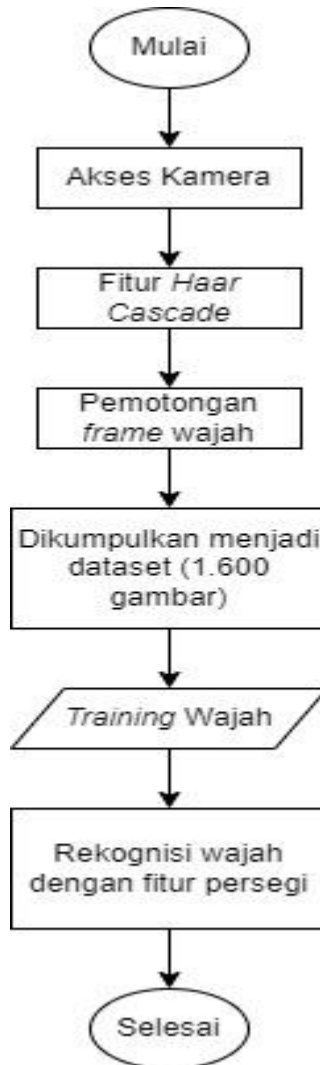 Mulai
Akses Kamera
Fitur Haar
Cascade
Pemotongan
frame wajah
Dikumpulkan menjadi
dataset (1.600
gambar)
Training Wajah
Rekognisi wajah
dengan fitur persegi
Selesai